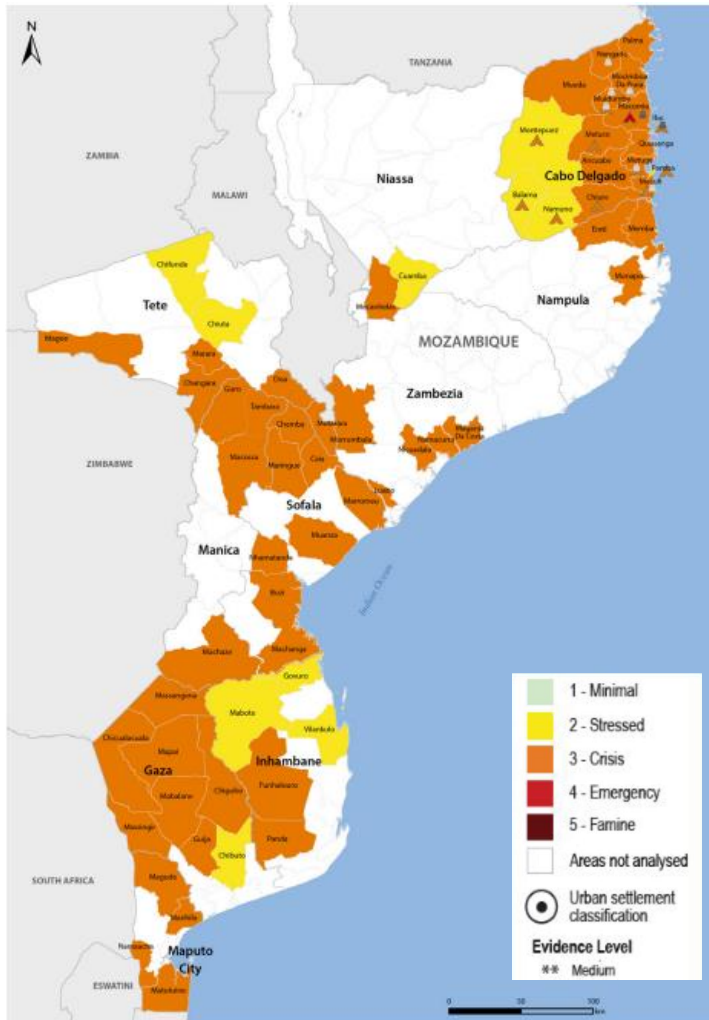 N
TANZANIA
Palma
Nangade
Mueda
Mocimboa
Da Praia
Muidumbe
Macomia
Ibo
Montepuez
Meluco
Quissanga
Ancuabe
Metuge
Pemba
Cabo Delgado
Mecufi
Balama
Namuno
Chiure
Erati
Memba
ZAMBIA
MALAWI
Niassa
Chifunde
Cuamba
Mecanhelas
Monapo
Nampula
Tete
Chiuta
Magoe
MOZAMBIQUE
Marara
Doa
Changara
Guro
Zambezia
Tambara
Chemba
Mutarara
Morrumbala
Maganja
Da Costa
Namacurra
Nicoadala
Macossa
Maringue
Caia
ZIMBABWE
Sofala
Marromeu
Manica
Muanza
Nhamatanda
Buzi
Indian Ocean
Machaze
Machanga
Govuro
Massangena
Mabote
Vilankulo
Chicualacuala
Mapai
Gaza
Inhambane
Chigubo
Funhalouro
Mabalane
Massingir
Guija
Panda
Chibuto
SOUTH AFRICA
Magude
Manhica
Namaacha
Maputo
City
Matutuine
ESWATINI
1 - Minimal
2 - Stressed
3 - Crisis
4 - Emergency
5 - Famine
Areas not analysed
Urban settlement
classification
Evidence Level
** Medium
0
50
100
km